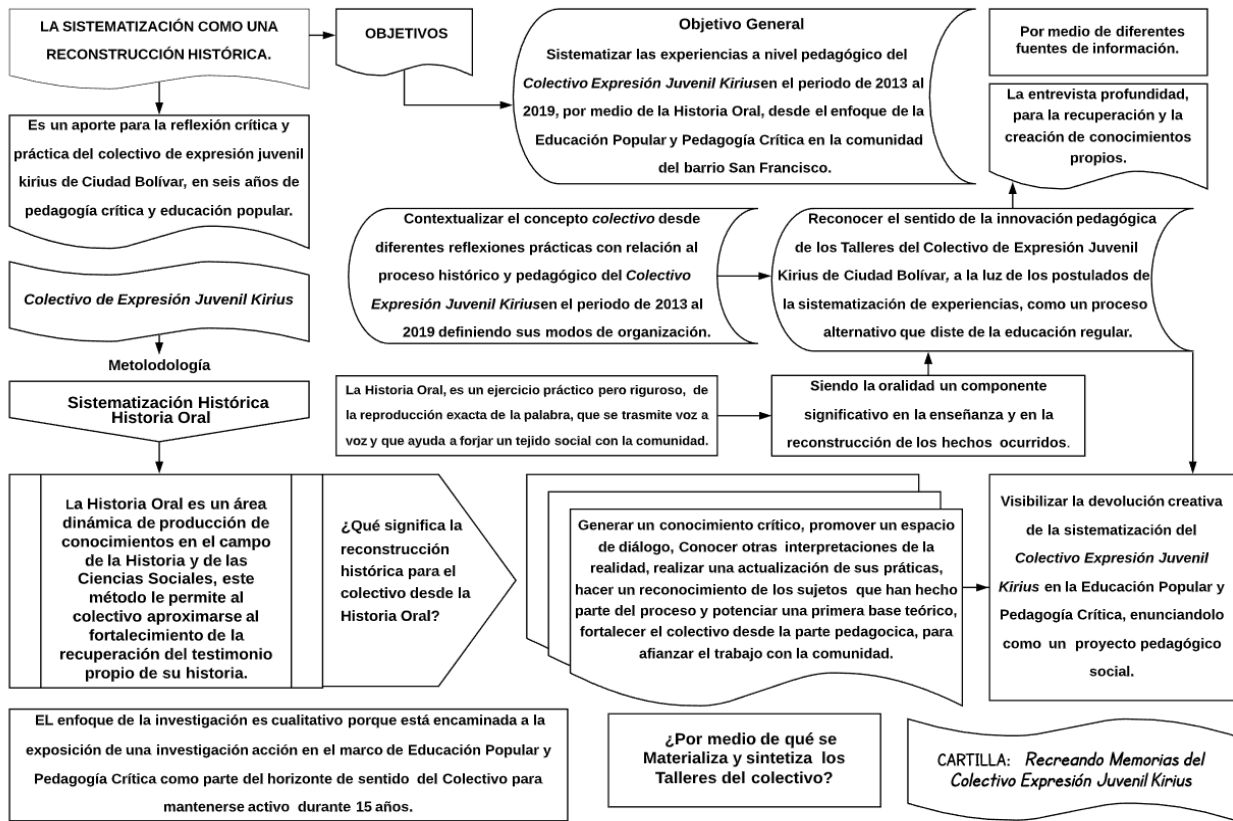 LA SISTEMATIZACIÓN COMO UNA
RECONSTRUCCIÓN HISTÓRICA.
OBJETIVOS
Objetivo General
Sistematizar las experiencias a nivel pedagógico del
Colectivo Expresión Juvenil Kiriusen el periodo de 2013 al
2019, por medio de la Historia Oral, desde el enfoque de la
Educación Popular y Pedagogía Crítica en la comunidad
del barrio San Francisco.
Por medio de diferentes
fuentes de información.
La entrevista profundidad,
para la recuperación y la
creación de conocimientos
propios.
Es un aporte para la reflexión crítica y
práctica del colectivo de expresión juvenil
kirius de Ciudad Bolívar, en seis años de
pedagogía crítica y educación popular.
Contextualizar el concepto colectivo desde
diferentes reflexiones prácticas con relación al
proceso histórico y pedagógico del Colectivo
Expresión Juvenil Kiriusen el periodo de 2013 al
2019 definiendo sus modos de organización.
Reconocer el sentido de la innovación pedagógica
de los Talleres del Colectivo de Expresión Juvenil
Kirius de Ciudad Bolívar, a la luz de los postulados de
la sistematización de experiencias, como un proceso
alternativo que diste de la educación regular.
Colectivo de Expresión Juvenil Kirius
Metolodología
Sistematización Histórica
Historia Oral
La Historia Oral, es un ejercicio práctico pero riguroso, de
la reproducción exacta de la palabra, que se trasmite voz a
voz y que ayuda a forjar un tejido social con la comunidad.
Siendo la oralidad un componente
significativo en la enseñanza y en la
reconstrucción de los hechos ocurridos.
La Historia Oral es un área
dinámica de producción de
conocimientos en el campo
de la Historia y de las
Ciencias Sociales, este
método le permite al
colectivo aproximarse al
fortalecimiento de la
recuperación del testimonio
propio de su historia.
¿Qué significa la
reconstrucción
histórica para el
colectivo desde la
Historia Oral?
Generar un conocimiento crítico, promover un espacio
de diálogo, Conocer otras interpretaciones de la
realidad, realizar una actualización de sus práticas,
hacer un reconocimiento de los sujetos que han hecho
parte del proceso y potenciar una primera base teórico,
fortalecer el colectivo desde la parte pedagocica, para
afianzar el trabajo con la comunidad.
Visibilizar la devolución creativa
de la sistematización del
Colectivo Expresión Juvenil
Kirius en la Educación Popular y
Pedagogía Crítica, enunciandolo
como un proyecto pedagógico
social.
EL enfoque de la investigación es cualitativo porque está encaminada a la
exposición de una investigación acción en el marco de Educación Popular y
Pedagogía Crítica como parte del horizonte de sentido del Colectivo para
mantenerse activo durante 15 años.
¿Por medio de qué se
Materializa y sintetiza los
Talleres del colectivo?
CARTILLA: Recreando Memorias del
Colectivo Expresión Juvenil Kirius